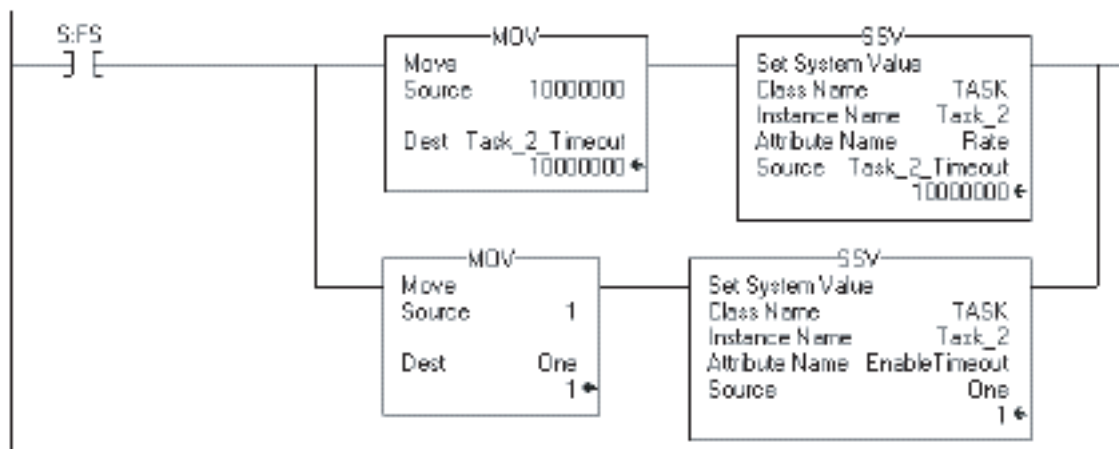 S:FS
MOV
Move
Source 10000000
Dest Task_2_Timeout
10000000
SSV
Set System Value
Class Name TASK
Instance Name Task_2
Attribute Name Rate
Source Task_2_Timeout
10000000
MOV
Move
Source 1
Dest One
1
SSV
Set System Value
Class Name TASK
Instance Name Task_2
Attribute Name EnableTimeout
Source One
1